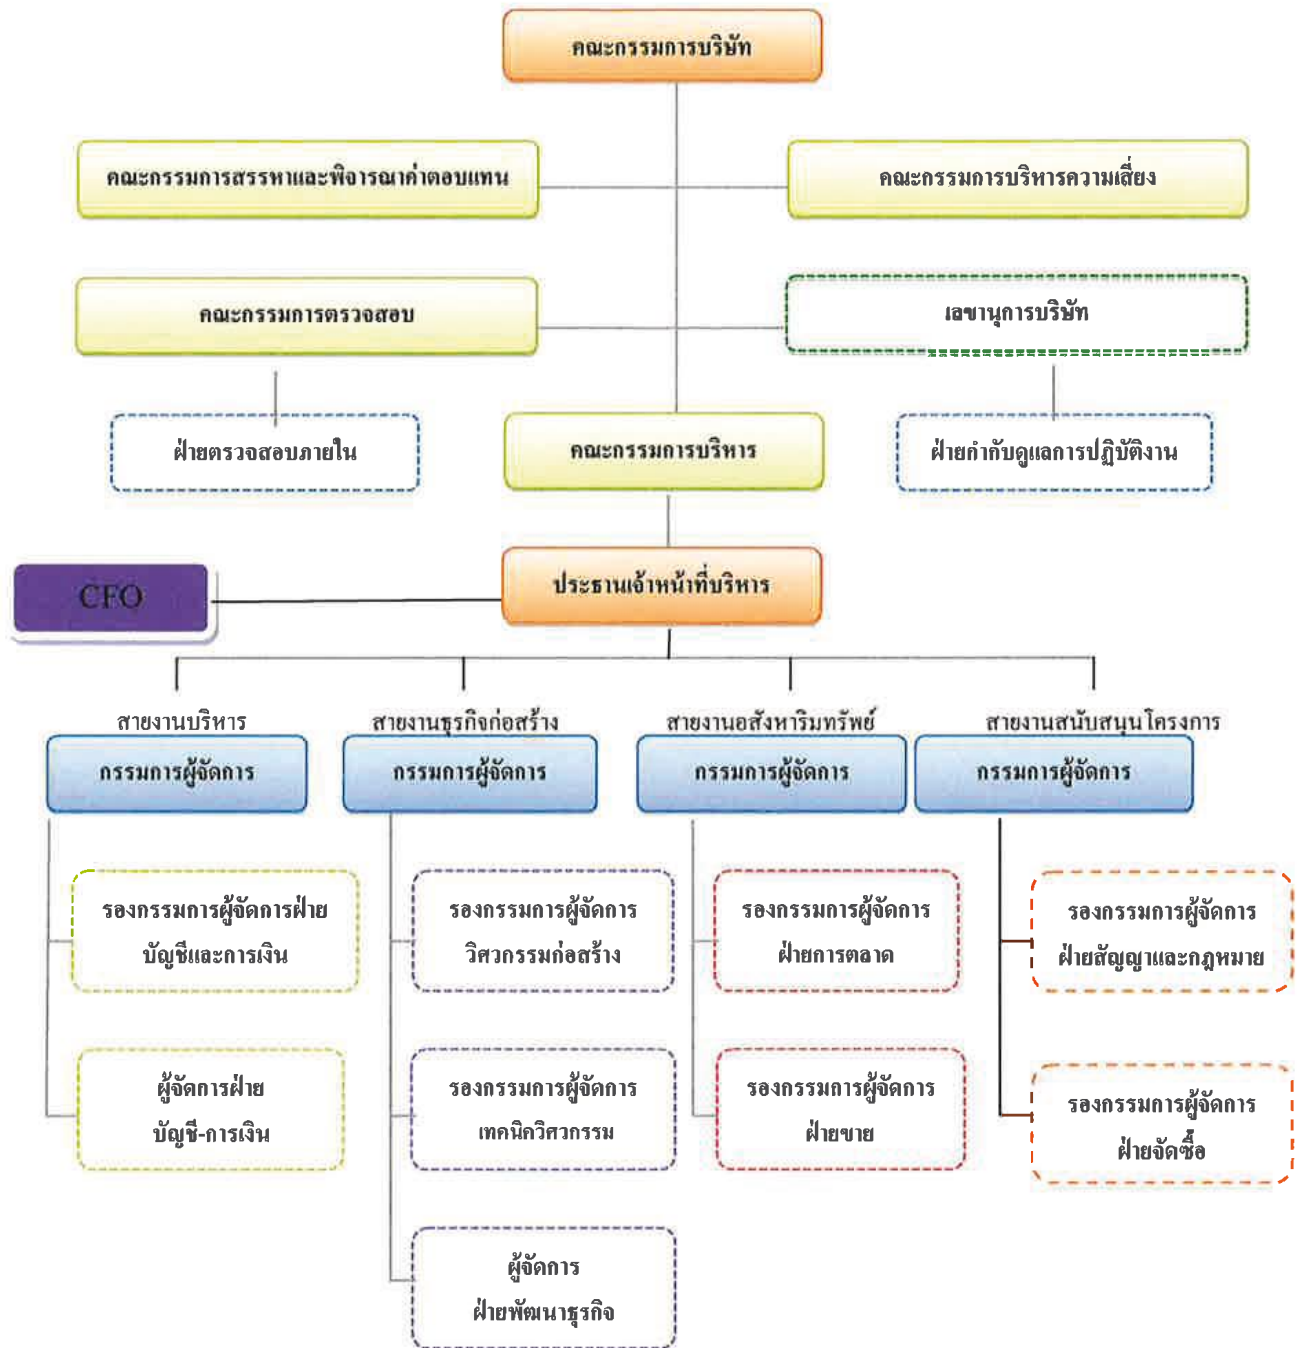 คณะกรรมการบริษัท
คณะกรรมการสรรหาและพิจารณาค่าตอบแทน
คณะกรรมการบริหารความเสี่ยง
คณะกรรมการตรวจสอบ
เลขานุการบริษัท
ฝ่ายตรวจสอบภายใน
คณะกรรมการบริหาร
ฝ่ายกำกับดูแลการปฏิบัติงาน
CFO
ประธานเจ้าหน้าที่บริหาร
สายงานบริหาร
สายงานธุรกิจก่อสร้าง
สายงานอสังหาริมทรัพย์
สายงานสนับสนุนโครงการ
กรรมการผู้จัดการ
กรรมการผู้จัดการ
กรรมการผู้จัดการ
กรรมการผู้จัดการ
รองกรรมการผู้จัดการฝ่าย
บัญชีและการเงิน
รองกรรมการผู้จัดการ
วิศวกรรมก่อสร้าง
รองกรรมการผู้จัดการ
ฝ่ายการตลาด
รองกรรมการผู้จัดการ
ฝ่ายสัญญาและกฎหมาย
ผู้จัดการฝ่าย
บัญชี-การเงิน
รองกรรมการผู้จัดการ
เทคนิควิศวกรรม
รองกรรมการผู้จัดการ
ฝ่ายขาย
รองกรรมการผู้จัดการ
ฝ่ายจัดซื้อ
ผู้จัดการ
ฝ่ายพัฒนาธุรกิจ